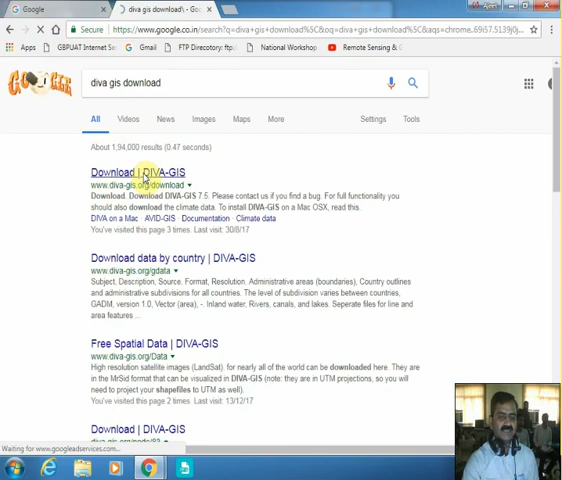 Google
diva gis download - Go
Ajen
Secure
https://www.google.co.in/search?q=diva+gis+download%5C&oq=diva+gis+download%5C&aqs=chrome..69i57.5139j0j
Apps
GBPUAT Internet Se
Gmail
FTP Directory: ftp:/
National Workshop
Remote Sensing & G
diva gis download
All
Videos
News
Images
Maps
More
Settings
Tools
About 1,94,000 results (0.47 seconds)
Download | DIVA-GIS
www.diva-gis.org/download
Download. Download DIVA-GIS 7.5. Please contact us if you find a bug. For full functionality you
should also download the climate data. To install DIVA-GIS on a Mac OSX, read this.
DIVA on a Mac · AVID-GIS · Documentation · Climate data
You've visited this page 3 times. Last visit: 30/8/17
Download data by country | DIVA-GIS
www.diva-gis.org/gdata
Subject, Description, Source, Format, Resolution. Administrative areas (boundaries), Country outlines
and administrative subdivisions for all countries. The level of subdivision varies between countries,
GADM, version 1.0, Vector (area), -. Inland water, Rivers, canals, and lakes. Seperate files for line and
area features ...
Free Spatial Data | DIVA-GIS
www.diva-gis.org/Data
High resolution satellite images (LandSat). for nearly all of the world can be downloaded here. They are
in the MrSid format that can be visualized in DIVA-GIS (note: they are in UTM projections, so you will
need to project your shapefiles to UTM as well).
You've visited this page 2 times. Last visit: 13/12/17
Download | DIVA-GIS
Waiting for www.googleadservices.com...